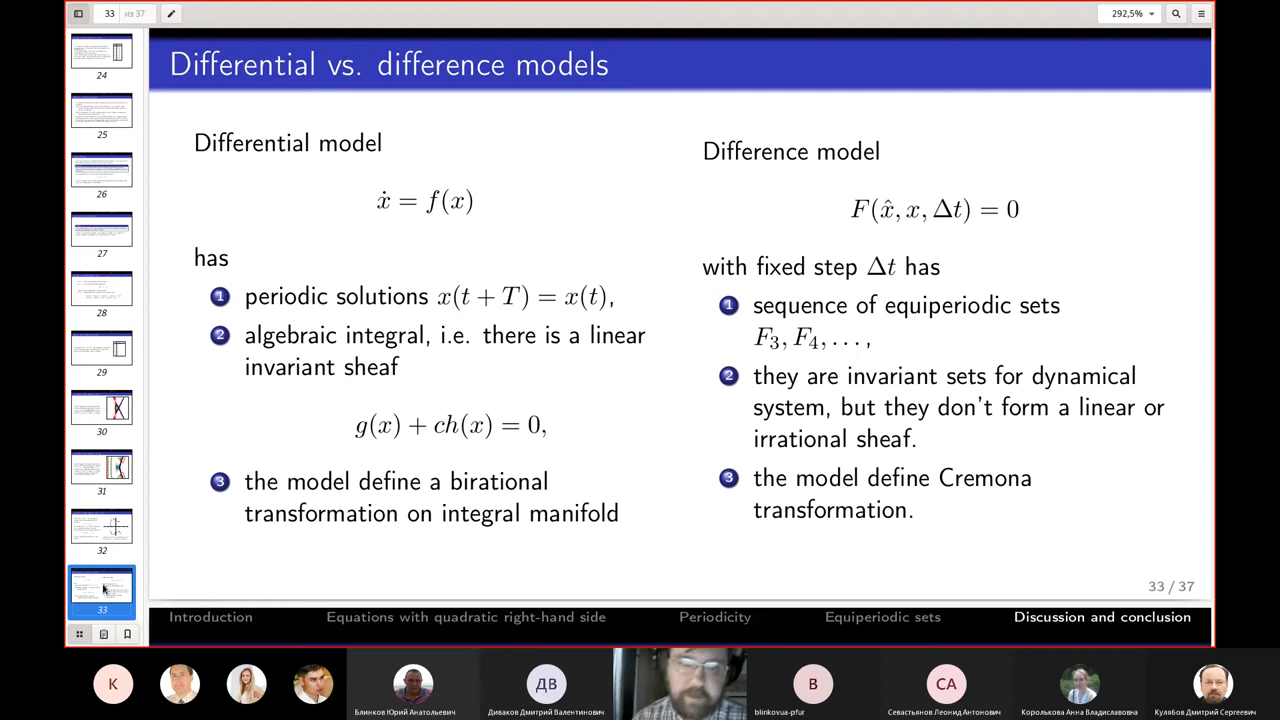 33 из 37
292,5%
24
25
26
27
28
29
30
31
32
33
Differential vs. difference models
Differential model
ẋ = f(x)
has
1 periodic solutions x(t + T) = x(t),
2 algebraic integral, i.e. there is a linear
invariant sheaf
g(x) + ch(x) = 0,
3 the model define a birational
transformation on integral manifold
Difference model
F(x̂, x, Δt) = 0
with fixed step Δt has
1 sequence of equiperiodic sets
F₃, F₄, . . . ,
2 they are invariant sets for dynamical
system, but they don't form a linear or
irrational sheaf.
3 the model define Cremona
transformation.
33 / 37
Introduction
Equations with quadratic right-hand side
Periodicity
Equiperiodic sets
Discussion and conclusion
К
ДВ
В
СА
Блинков Юрий Анатольевич
Диваков Дмитрий Валентинович
blinkovua-pfur
Севастьянов Леонид Антонович
Королькова Анна Владиславовна
Кулябов Дмитрий Сергеевич